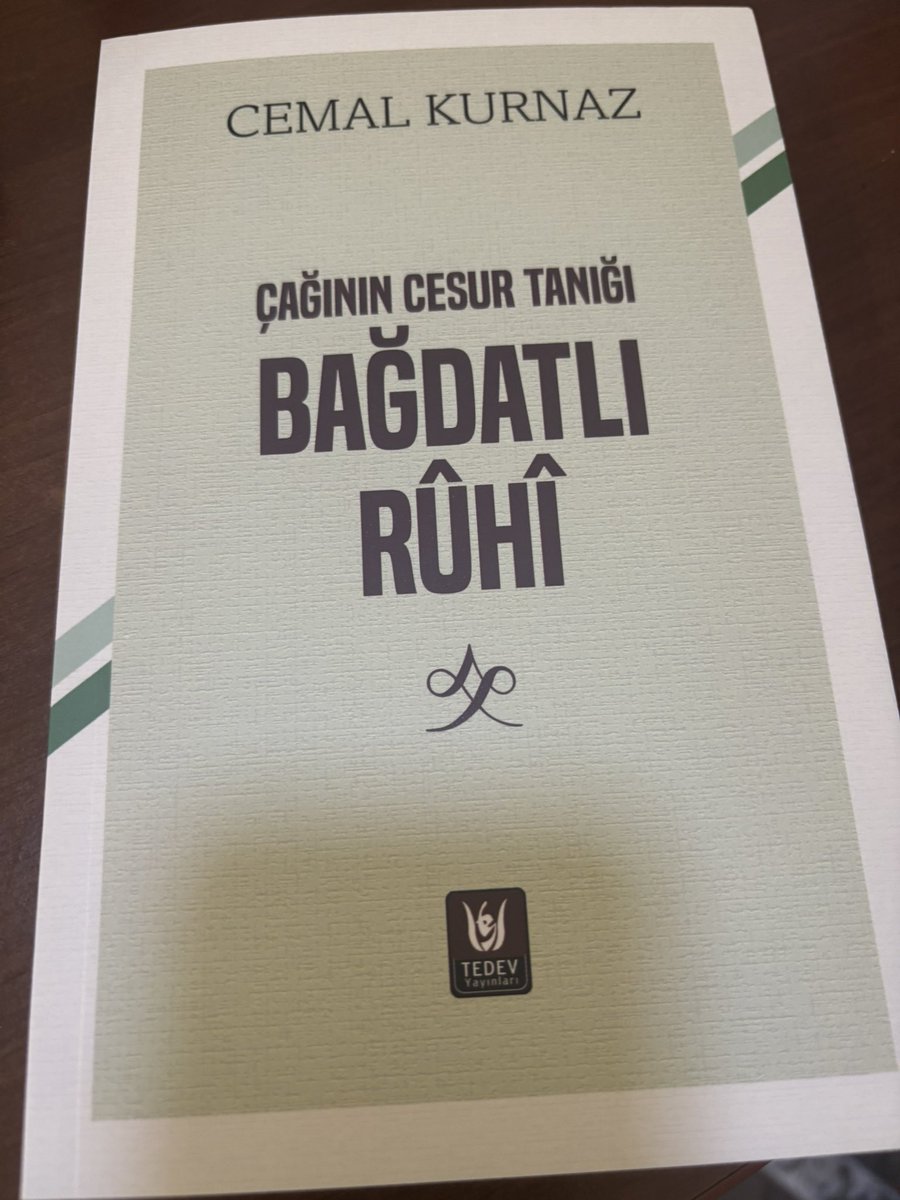 CEMAL KURNAZ
ÇAĞININ CESUR TANIĞI
BAĞDATLI
RÛHÎ
TEDEV
Yayınları